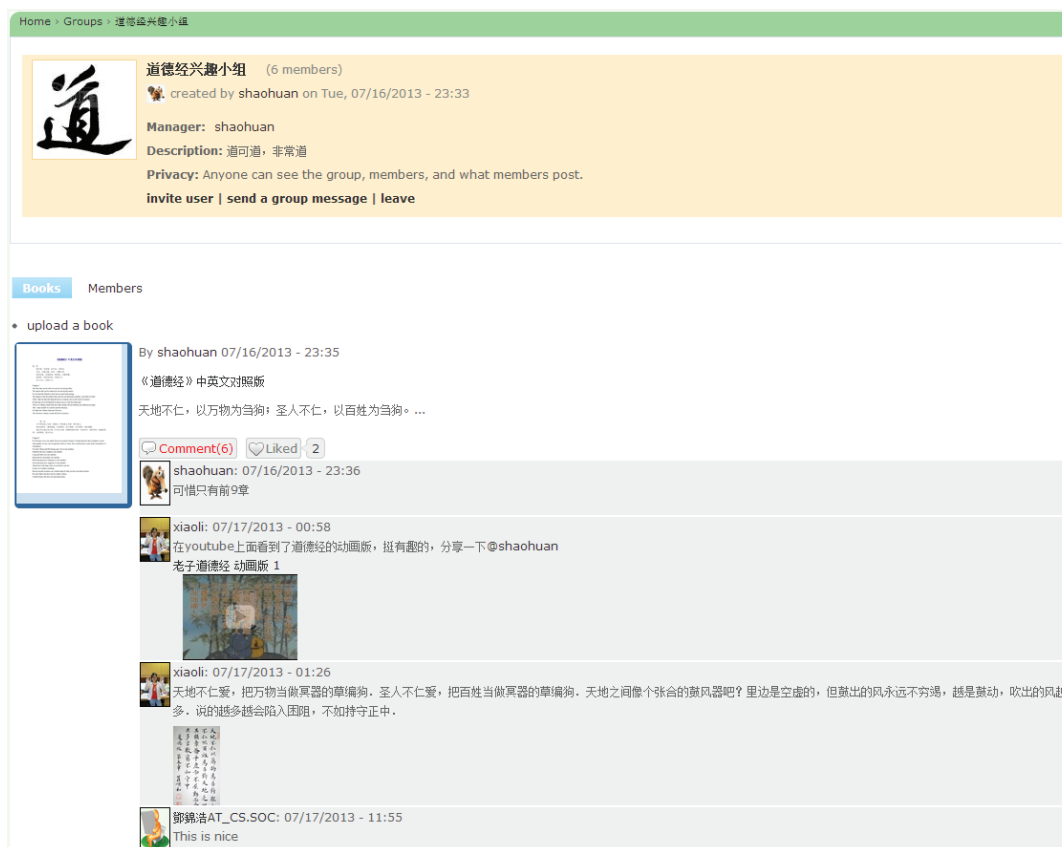 Home › Groups › 道德经兴趣小组
道
道德经兴趣小组 (6 members)
created by shaohuan on Tue, 07/16/2013 - 23:33
Manager: shaohuan
Description: 道可道，非常道
Privacy: Anyone can see the group, members, and what members post.
invite user | send a group message | leave
Books Members
upload a book
By shaohuan 07/16/2013 - 23:35
《道德经》中英文对照版
天地不仁，以万物为刍狗；圣人不仁，以百姓为刍狗。...
Comment(6) Liked 2
shaohuan: 07/16/2013 - 23:36
可惜只有前9章
xiaoli: 07/17/2013 - 00:58
在youtube上面看到了道德经的动画版，挺有趣的，分享一下@shaohuan
老子道德经 动画版 1
xiaoli: 07/17/2013 - 01:26
天地不仁爱，把万物当做冥器的草编狗．圣人不仁爱，把百姓当做冥器的草编狗．天地之间像个张合的鼓风器吧？里边是空虚的，但鼓出的风永远不穷竭，越是鼓动，吹出的风越
多．说的越多越会陷入困阻，不如持守正中．
鄧錦浩AT_CS.SOC: 07/17/2013 - 11:55
This is nice